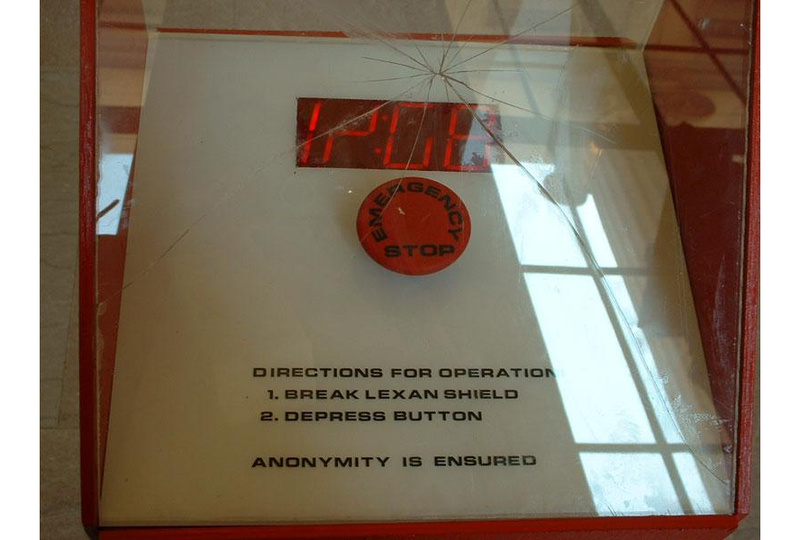 EMERGENCY
STOP
DIRECTIONS FOR OPERATION
1. BREAK LEXAN SHIELD
2. DEPRESS BUTTON
ANONYMITY IS ENSURED